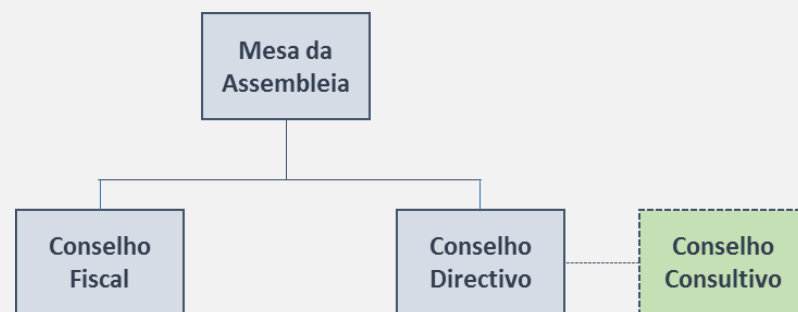 Mesa da
Assembleia
Conselho
Fiscal
Conselho
Directivo
Conselho
Consultivo